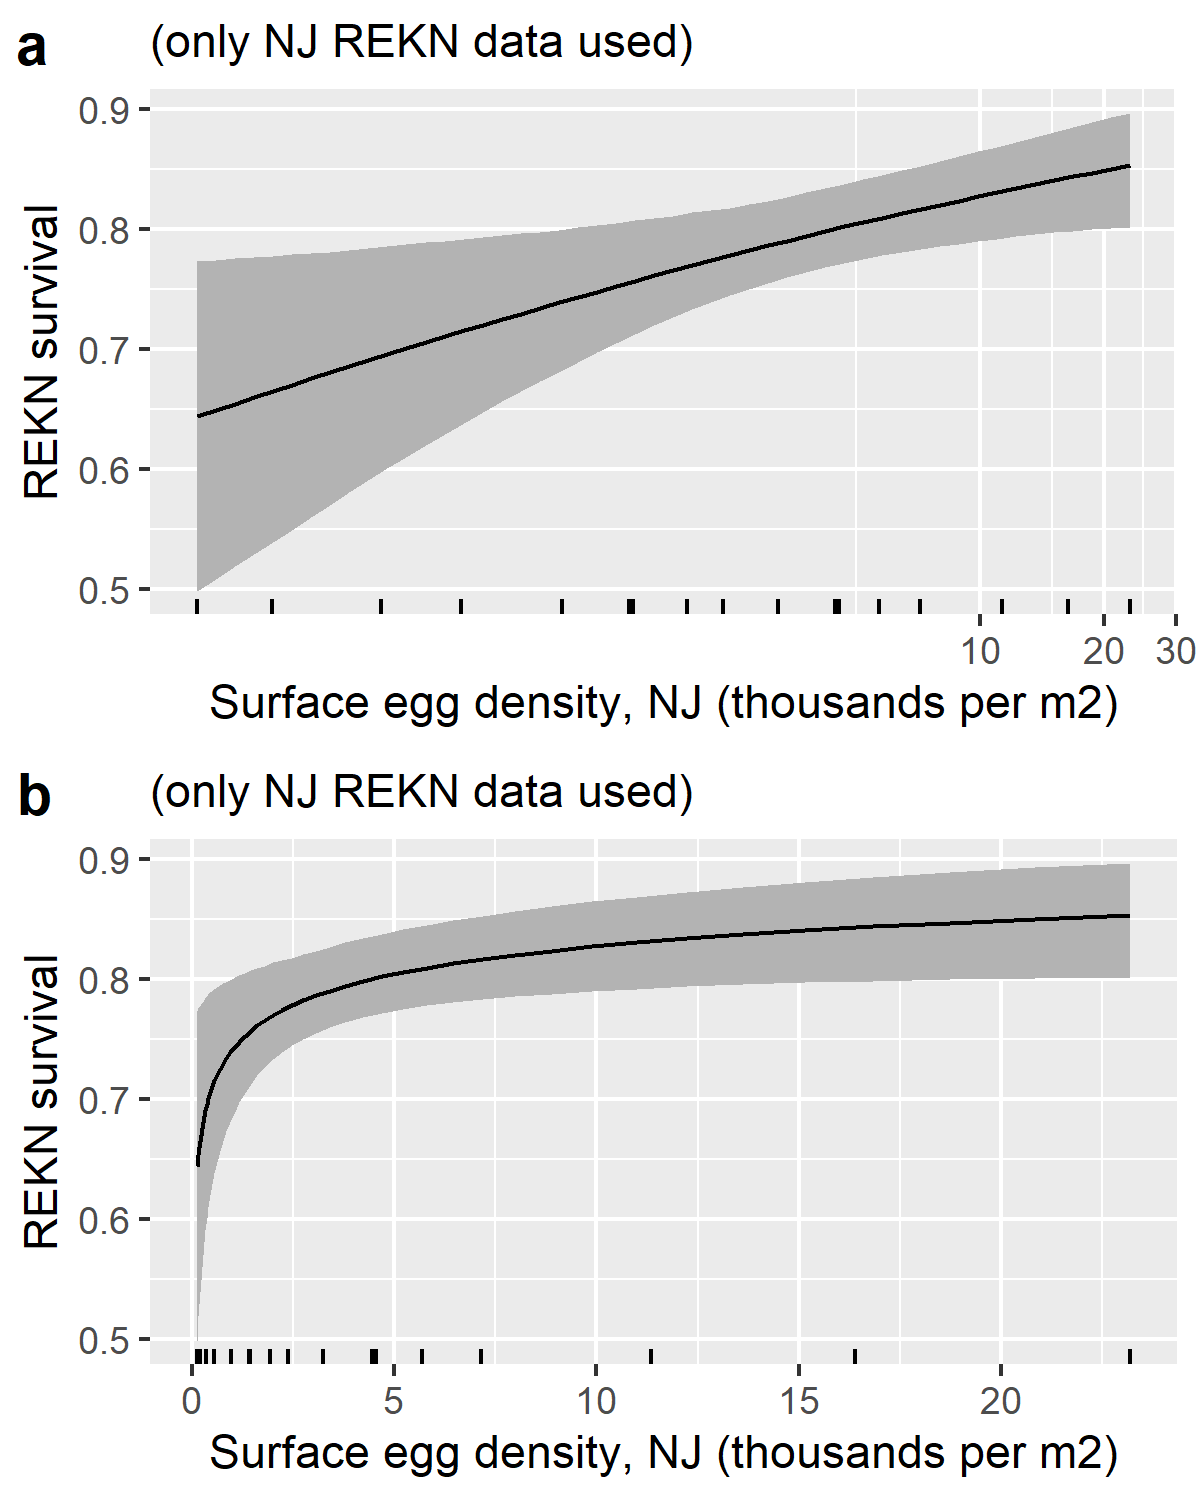 a (only NJ REKN data used)
0.9
0.8
0.7
0.6
0.5
REKN survival
10 20 30
Surface egg density, NJ (thousands per m2)
b (only NJ REKN data used)
0.9
0.8
0.7
0.6
0.5
REKN survival
0 5 10 15 20
Surface egg density, NJ (thousands per m2)